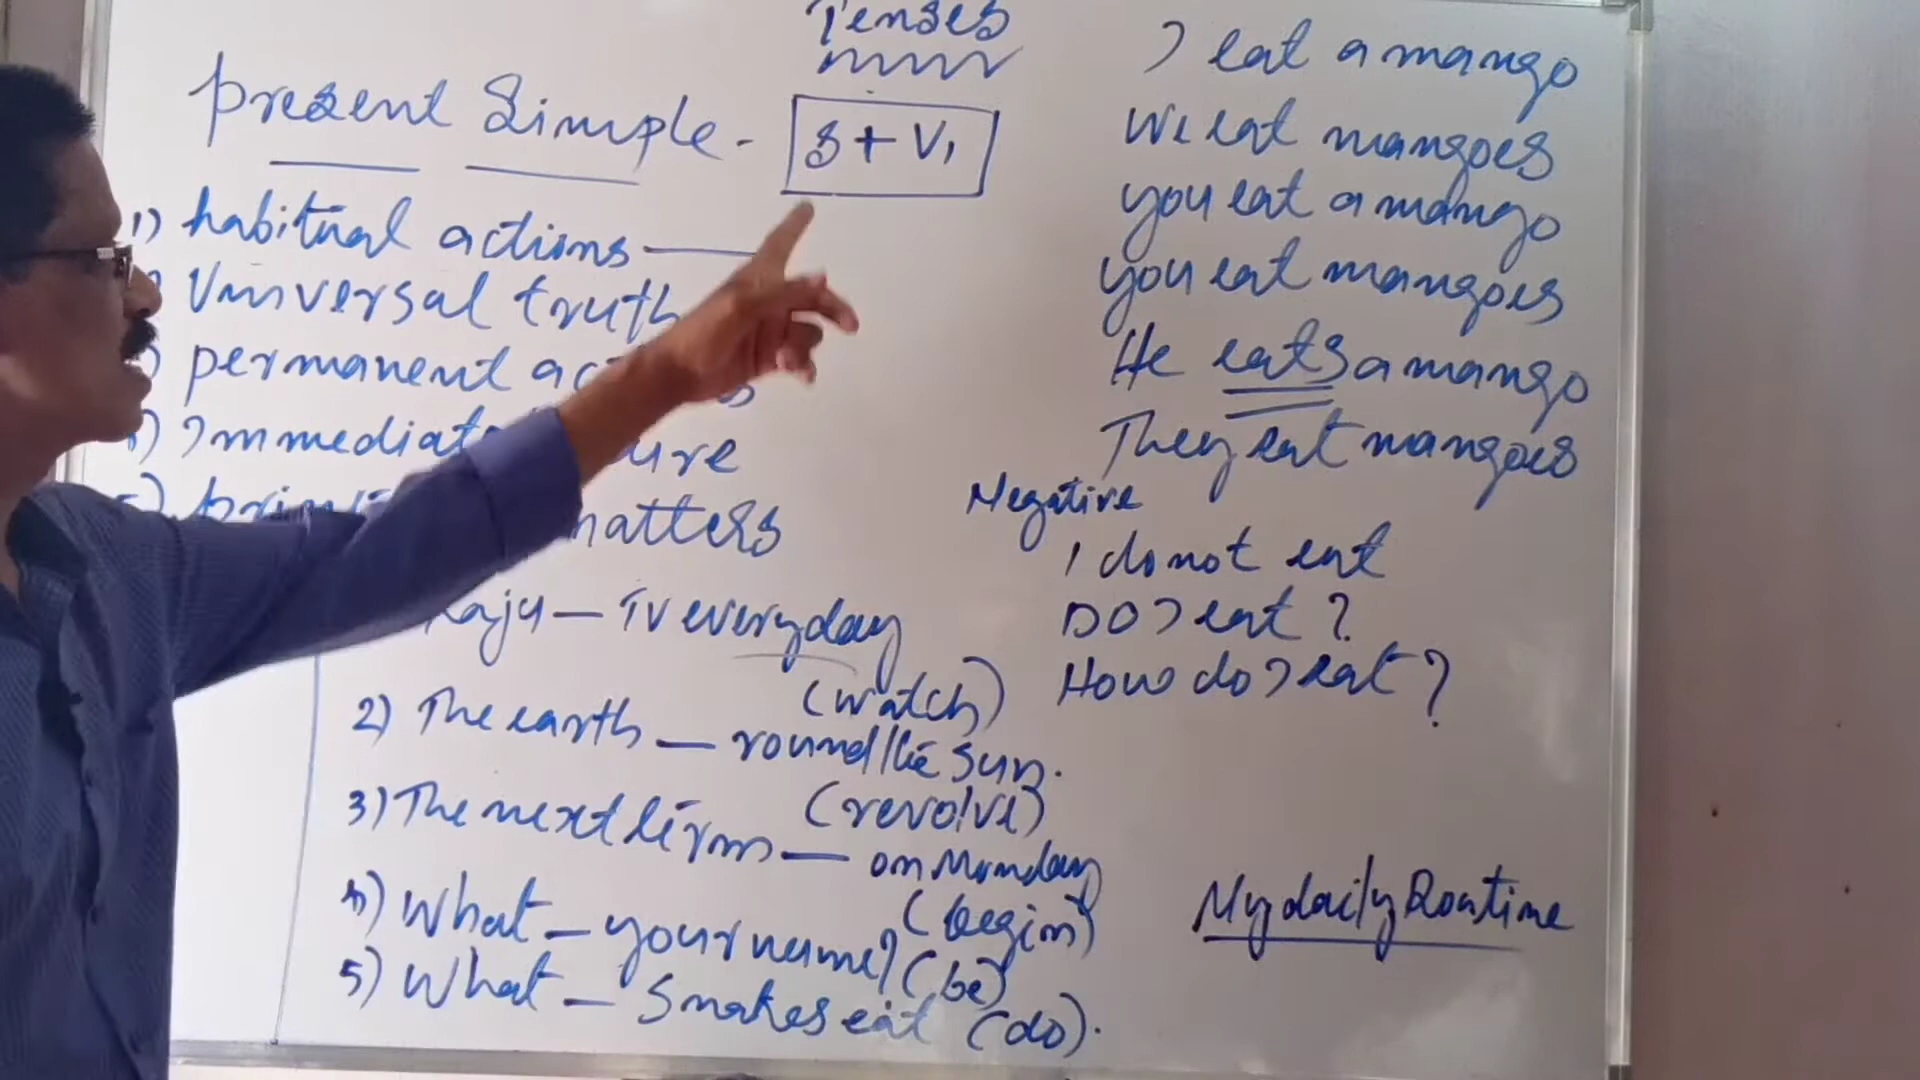 Tenses
Present Simple - S + V1
1) habitual actions
Universal truth
permanent
4) Immediate
matters
Raju — TV everyday
(watch)
2) The earth — round the sun.
(revolve)
3) The next term — on Monday
(begin)
4) What — your name? (be)
5) What — Snakes eat (do).
I eat a mango
We eat mangoes
you eat a mango
you eat mangoes
He eats a mango
They eat mangoes
Negative
I do not eat
DO I eat ?
How do I eat ?
My daily Routine